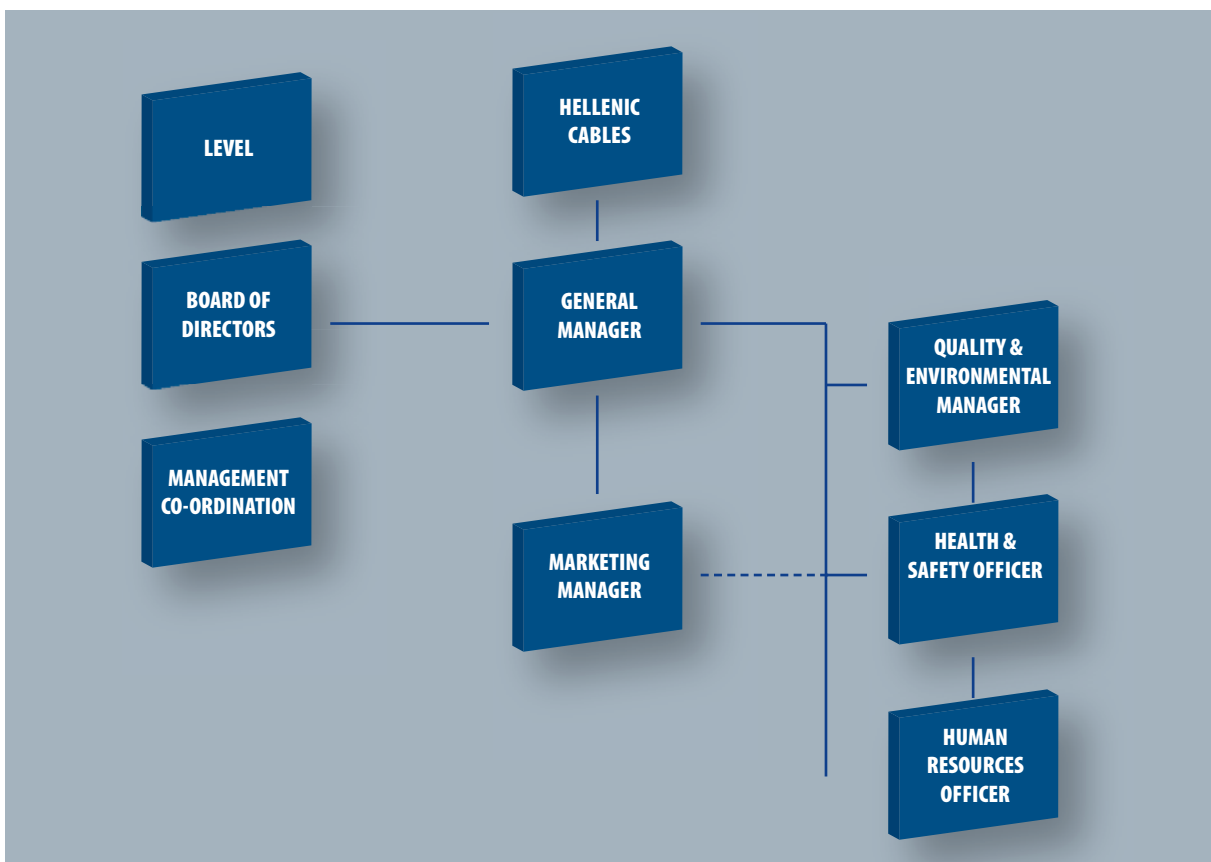 LEVEL
HELLENIC
CABLES
BOARD OF
DIRECTORS
GENERAL
MANAGER
QUALITY &
ENVIRONMENTAL
MANAGER
MANAGEMENT
CO-ORDINATION
MARKETING
MANAGER
HEALTH &
SAFETY OFFICER
HUMAN
RESOURCES
OFFICER